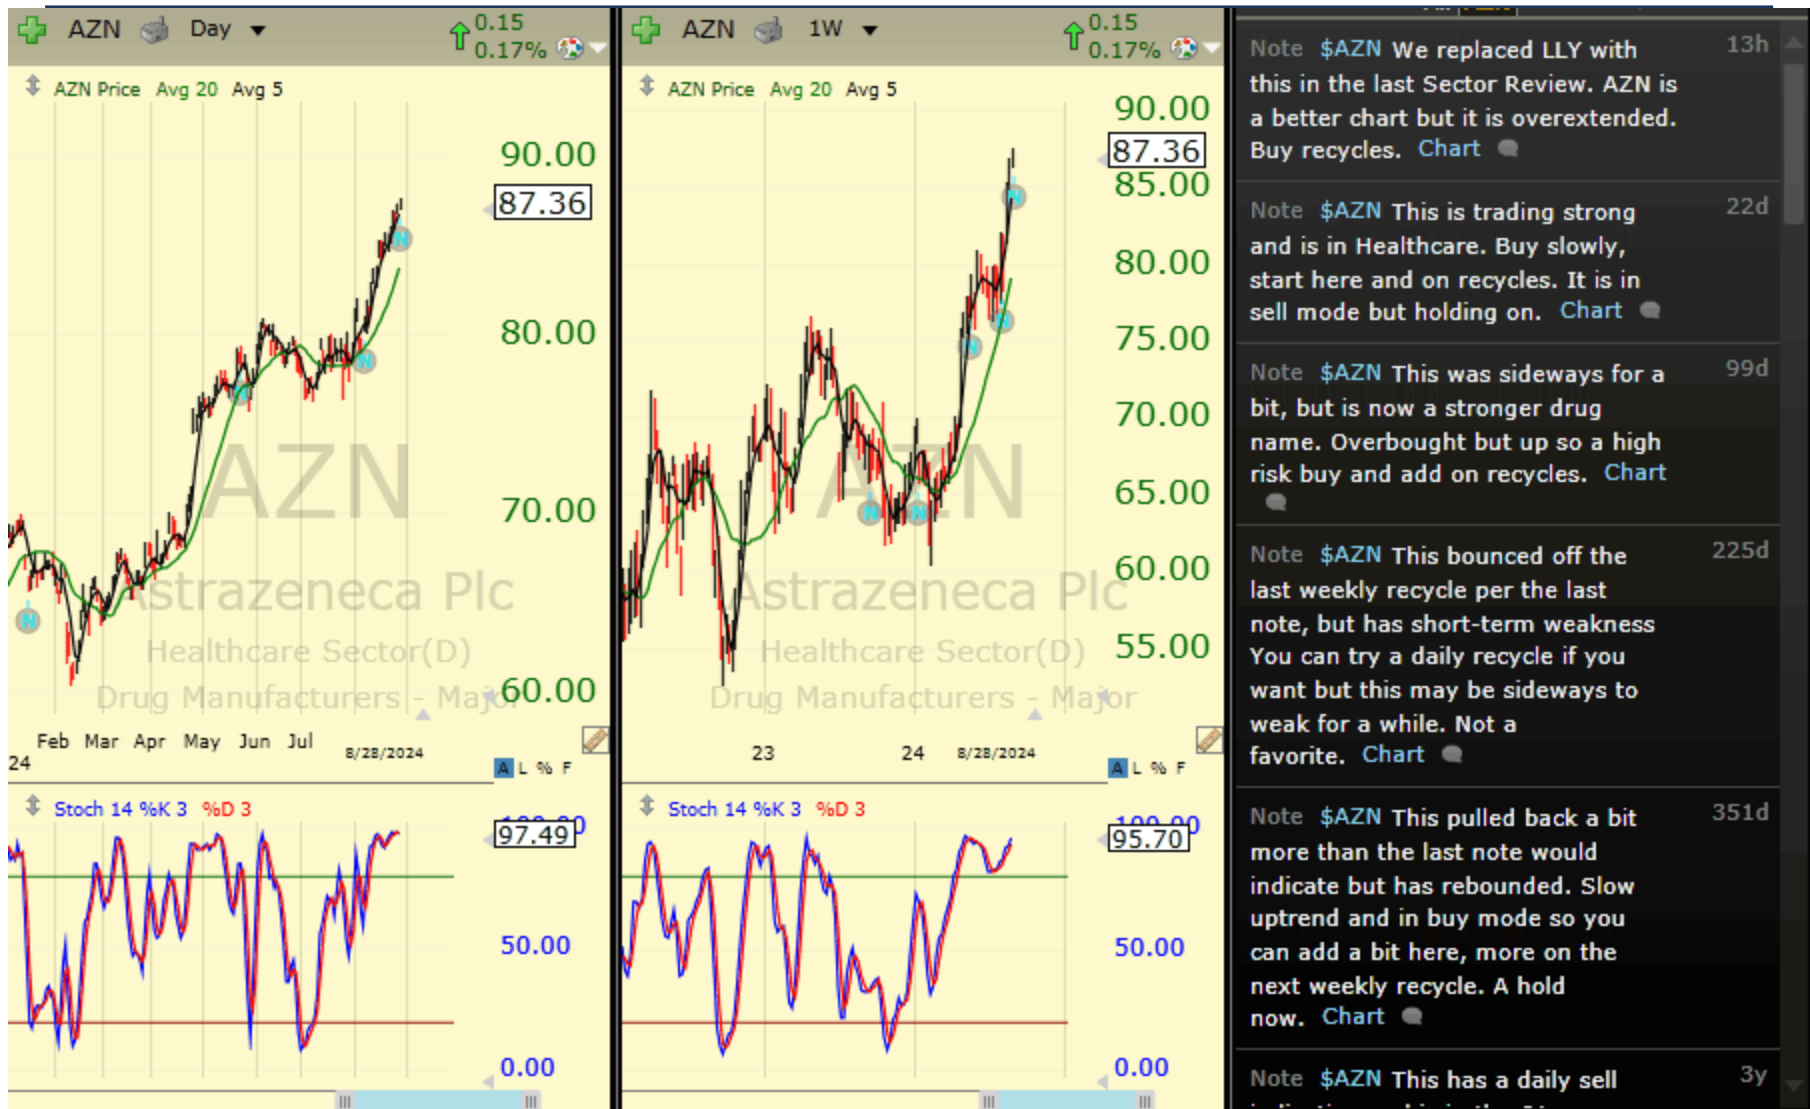 AZN Day 0.15
0.17%
AZN Price Avg 20 Avg 5
90.00
87.36
80.00
70.00
60.00
AZN
Astrazeneca Plc
Healthcare Sector(D)
Drug Manufacturers - Major
Feb Mar Apr May Jun Jul 8/28/2024
24
A L % F
Stoch 14 %K 3 %D 3
100.00
97.49
50.00
0.00
AZN 1W 0.15
0.17%
AZN Price Avg 20 Avg 5
90.00
87.36
85.00
80.00
75.00
70.00
65.00
60.00
55.00
AZN
Astrazeneca Plc
Healthcare Sector(D)
Drug Manufacturers - Major
23 24 8/28/2024
A L % F
Stoch 14 %K 3 %D 3
100.00
95.70
50.00
0.00
Note $AZN We replaced LLY with 13h
this in the last Sector Review. AZN is
a better chart but it is overextended.
Buy recycles. Chart
Note $AZN This is trading strong 22d
and is in Healthcare. Buy slowly,
start here and on recycles. It is in
sell mode but holding on. Chart
Note $AZN This was sideways for a 99d
bit, but is now a stronger drug
name. Overbought but up so a high
risk buy and add on recycles. Chart
Note $AZN This bounced off the 225d
last weekly recycle per the last
note, but has short-term weakness
You can try a daily recycle if you
want but this may be sideways to
weak for a while. Not a
favorite. Chart
Note $AZN This pulled back a bit 351d
more than the last note would
indicate but has rebounded. Slow
uptrend and in buy mode so you
can add a bit here, more on the
next weekly recycle. A hold
now. Chart
Note $AZN This has a daily sell 3y